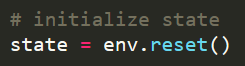 # initialize state
state = env.reset()